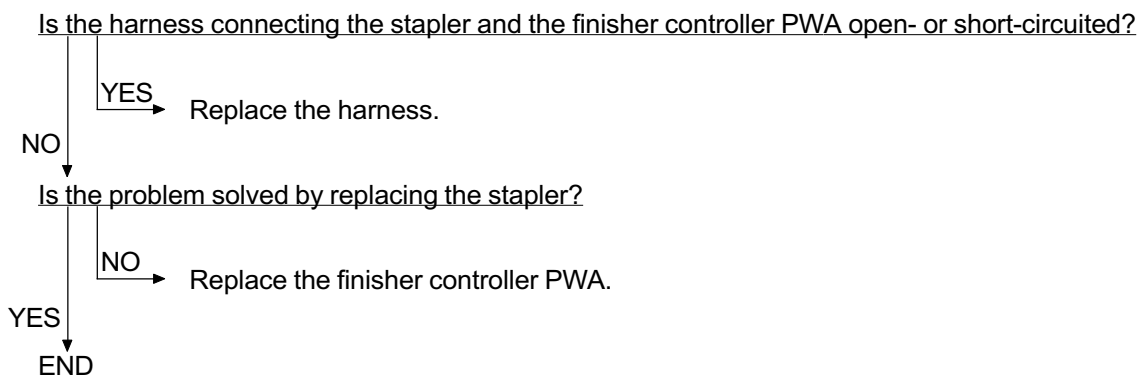 Is the harness connecting the stapler and the finisher controller PWA open- or short-circuited?
YES
Replace the harness.
NO
Is the problem solved by replacing the stapler?
NO
Replace the finisher controller PWA.
YES
END